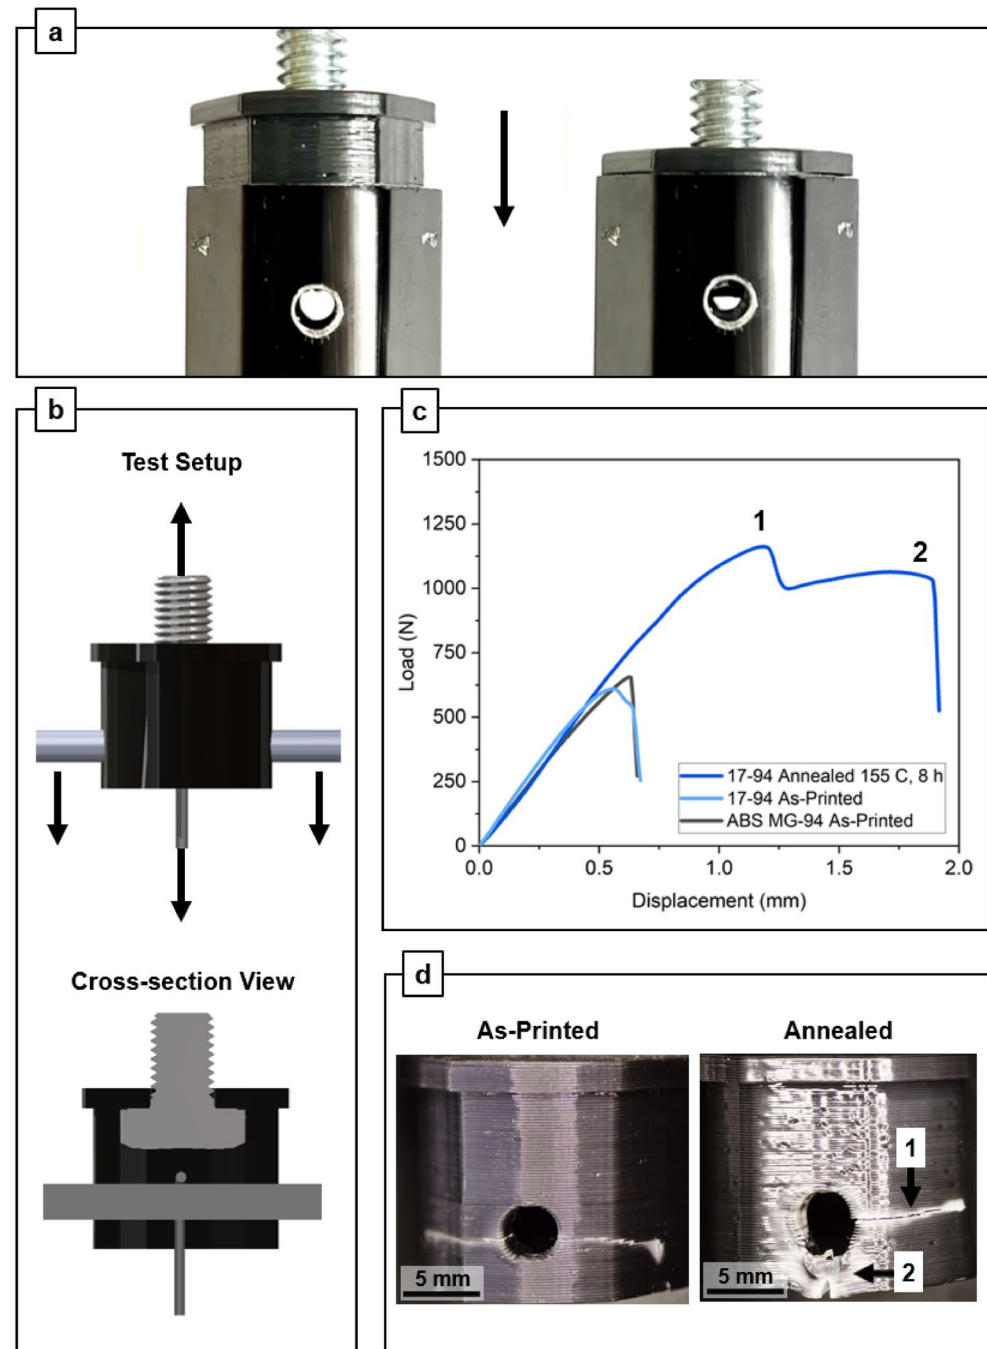 a
b
Test Setup
Cross-section View
c
1500
1250
1000
750
500
250
0
Load (N)
1
2
17-94 Annealed 155 C, 8 h
17-94 As-Printed
ABS MG-94 As-Printed
0.0
0.5
1.0
1.5
2.0
Displacement (mm)
d
As-Printed
Annealed
5 mm
1
2
5 mm